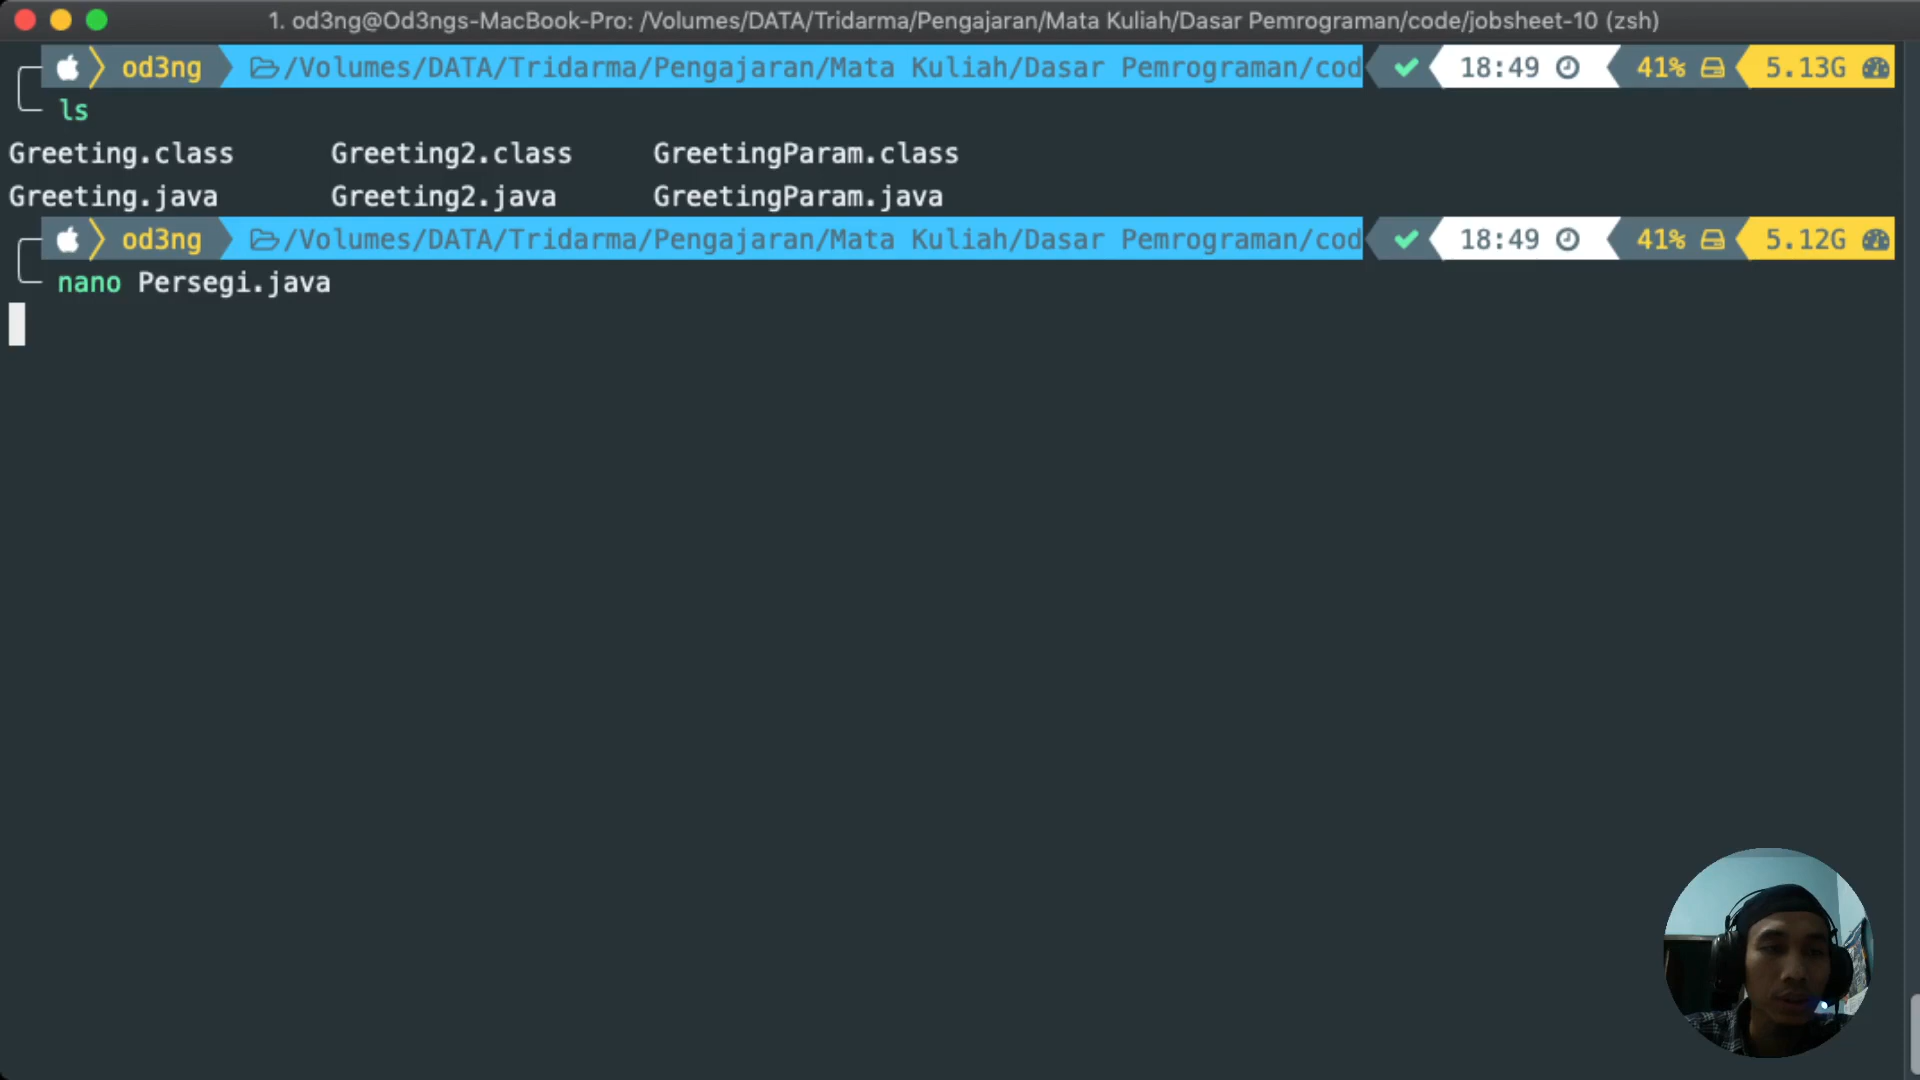 1. od3ng@Od3ngs-MacBook-Pro: /Volumes/DATA/Tridarma/Pengajaran/Mata Kuliah/Dasar Pemrograman/code/jobsheet-10 (zsh)
od3ng /Volumes/DATA/Tridarma/Pengajaran/Mata Kuliah/Dasar Pemrograman/cod 18:49 41% 5.13G
ls
Greeting.class Greeting2.class GreetingParam.class
Greeting.java Greeting2.java GreetingParam.java
od3ng /Volumes/DATA/Tridarma/Pengajaran/Mata Kuliah/Dasar Pemrograman/cod 18:49 41% 5.12G
nano Persegi.java